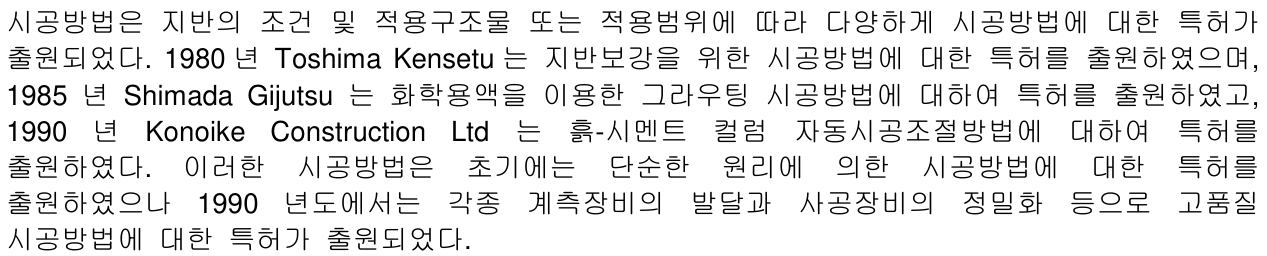 시공방법은 지반의 조건 및 적용구조물 또는 적용범위에 따라 다양하게 시공방법에 대한 특허가
출원되었다. 1980 년 Toshima Kensetu 는 지반보강을 위한 시공방법에 대한 특허를 출원하였으며,
1985 년 Shimada Gijutsu 는 화학용액을 이용한 그라우팅 시공방법에 대하여 특허를 출원하였고,
1990 년 Konoike Construction Ltd 는 흙-시멘트 컬럼 자동시공조절방법에 대하여 특허를
출원하였다. 이러한 시공방법은 초기에는 단순한 원리에 의한 시공방법에 대한 특허를
출원하였으나 1990 년도에서는 각종 계측장비의 발달과 사공장비의 정밀화 등으로 고품질
시공방법에 대한 특허가 출원되었다.